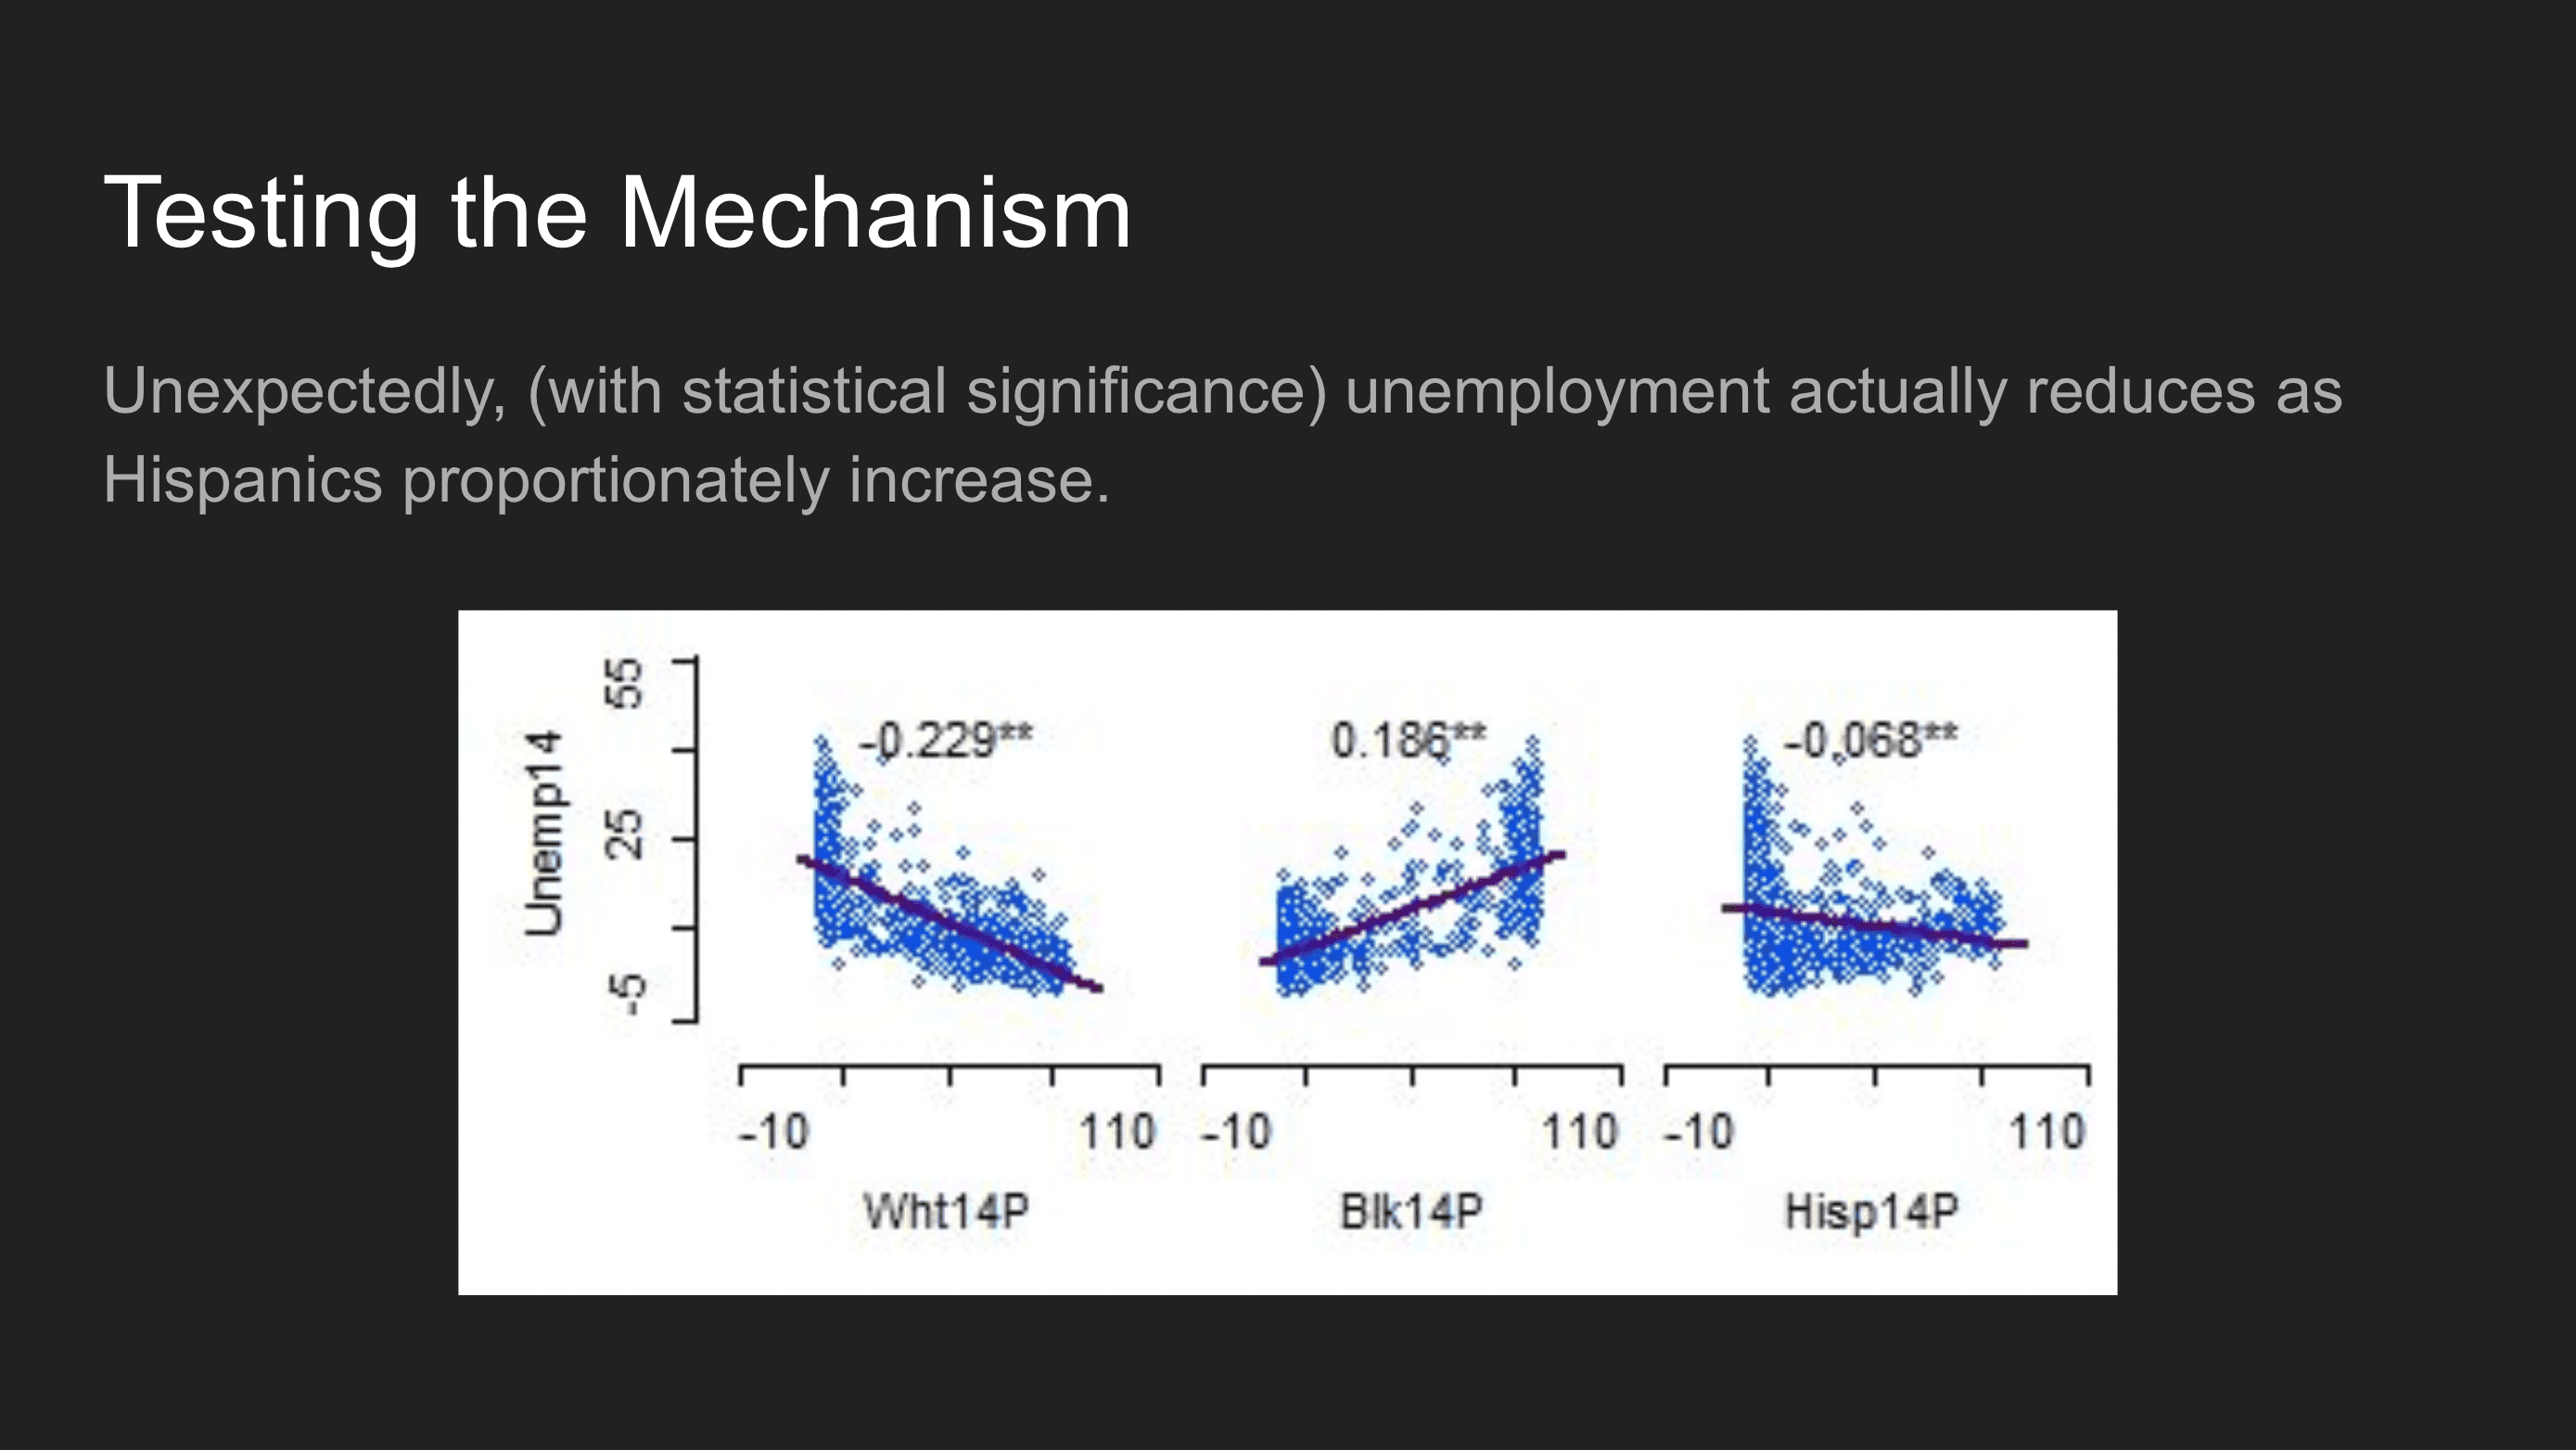 Testing the Mechanism
Unexpectedly, (with statistical significance) unemployment actually reduces as
Hispanics proportionately increase.
55
25
-5
Unemp14
-0.229**
0.186**
-0.068**
-10 110 -10 110 -10 110
Wht14P Blk14P Hisp14P